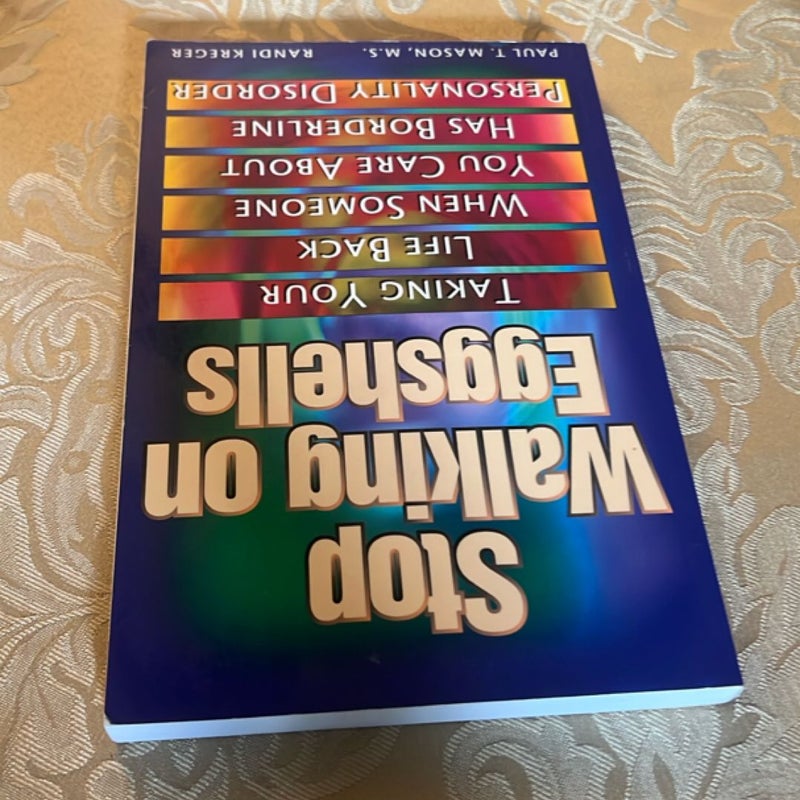 Stop
Walking on
Eggshells
TAKING YOUR
LIFE BACK
WHEN SOMEONE
YOU CARE ABOUT
HAS BORDERLINE
PERSONALITY DISORDER
PAUL T. MASON, M.S. RANDI KREGER